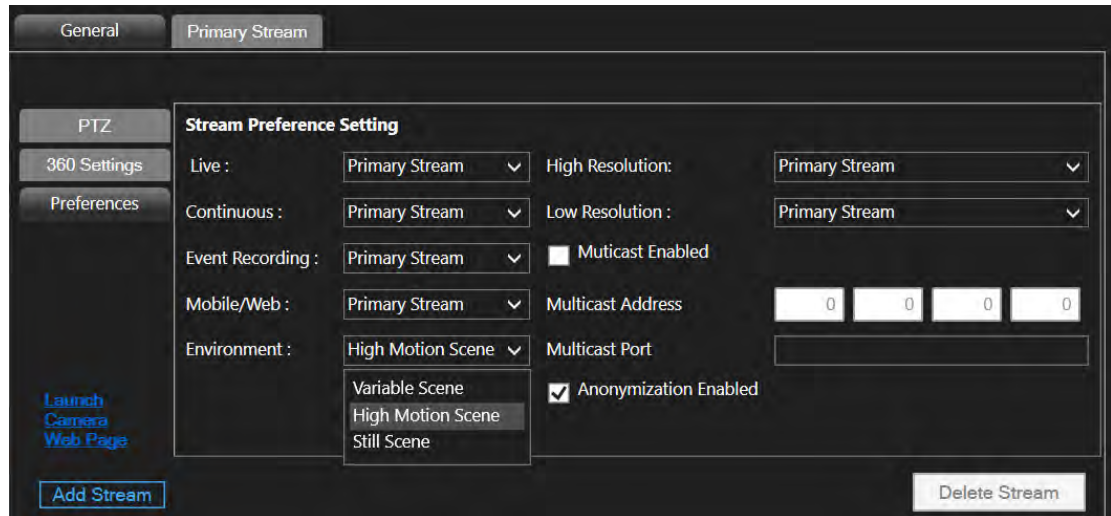 General Primary Stream
PTZ
360 Settings
Preferences
Launch
Camera
Web Page
Stream Preference Setting
Live : Primary Stream High Resolution: Primary Stream
Continuous : Primary Stream Low Resolution : Primary Stream
Event Recording : Primary Stream Muticast Enabled
Mobile/Web : Primary Stream Multicast Address 0 0 0 0
Environment : High Motion Scene Multicast Port
Variable Scene Anonymization Enabled
High Motion Scene
Still Scene
Add Stream Delete Stream